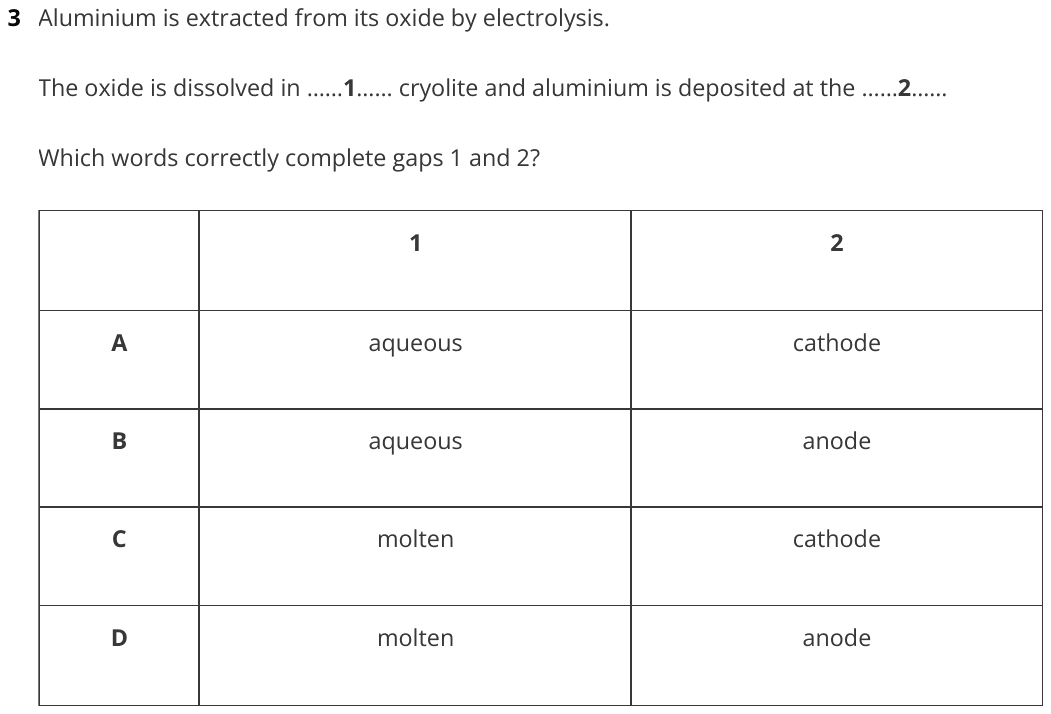 3 Aluminium is extracted from its oxide by electrolysis.
The oxide is dissolved in ......1...... cryolite and aluminium is deposited at the ......2......
Which words correctly complete gaps 1 and 2?
1 2
A aqueous cathode
B aqueous anode
C molten cathode
D molten anode